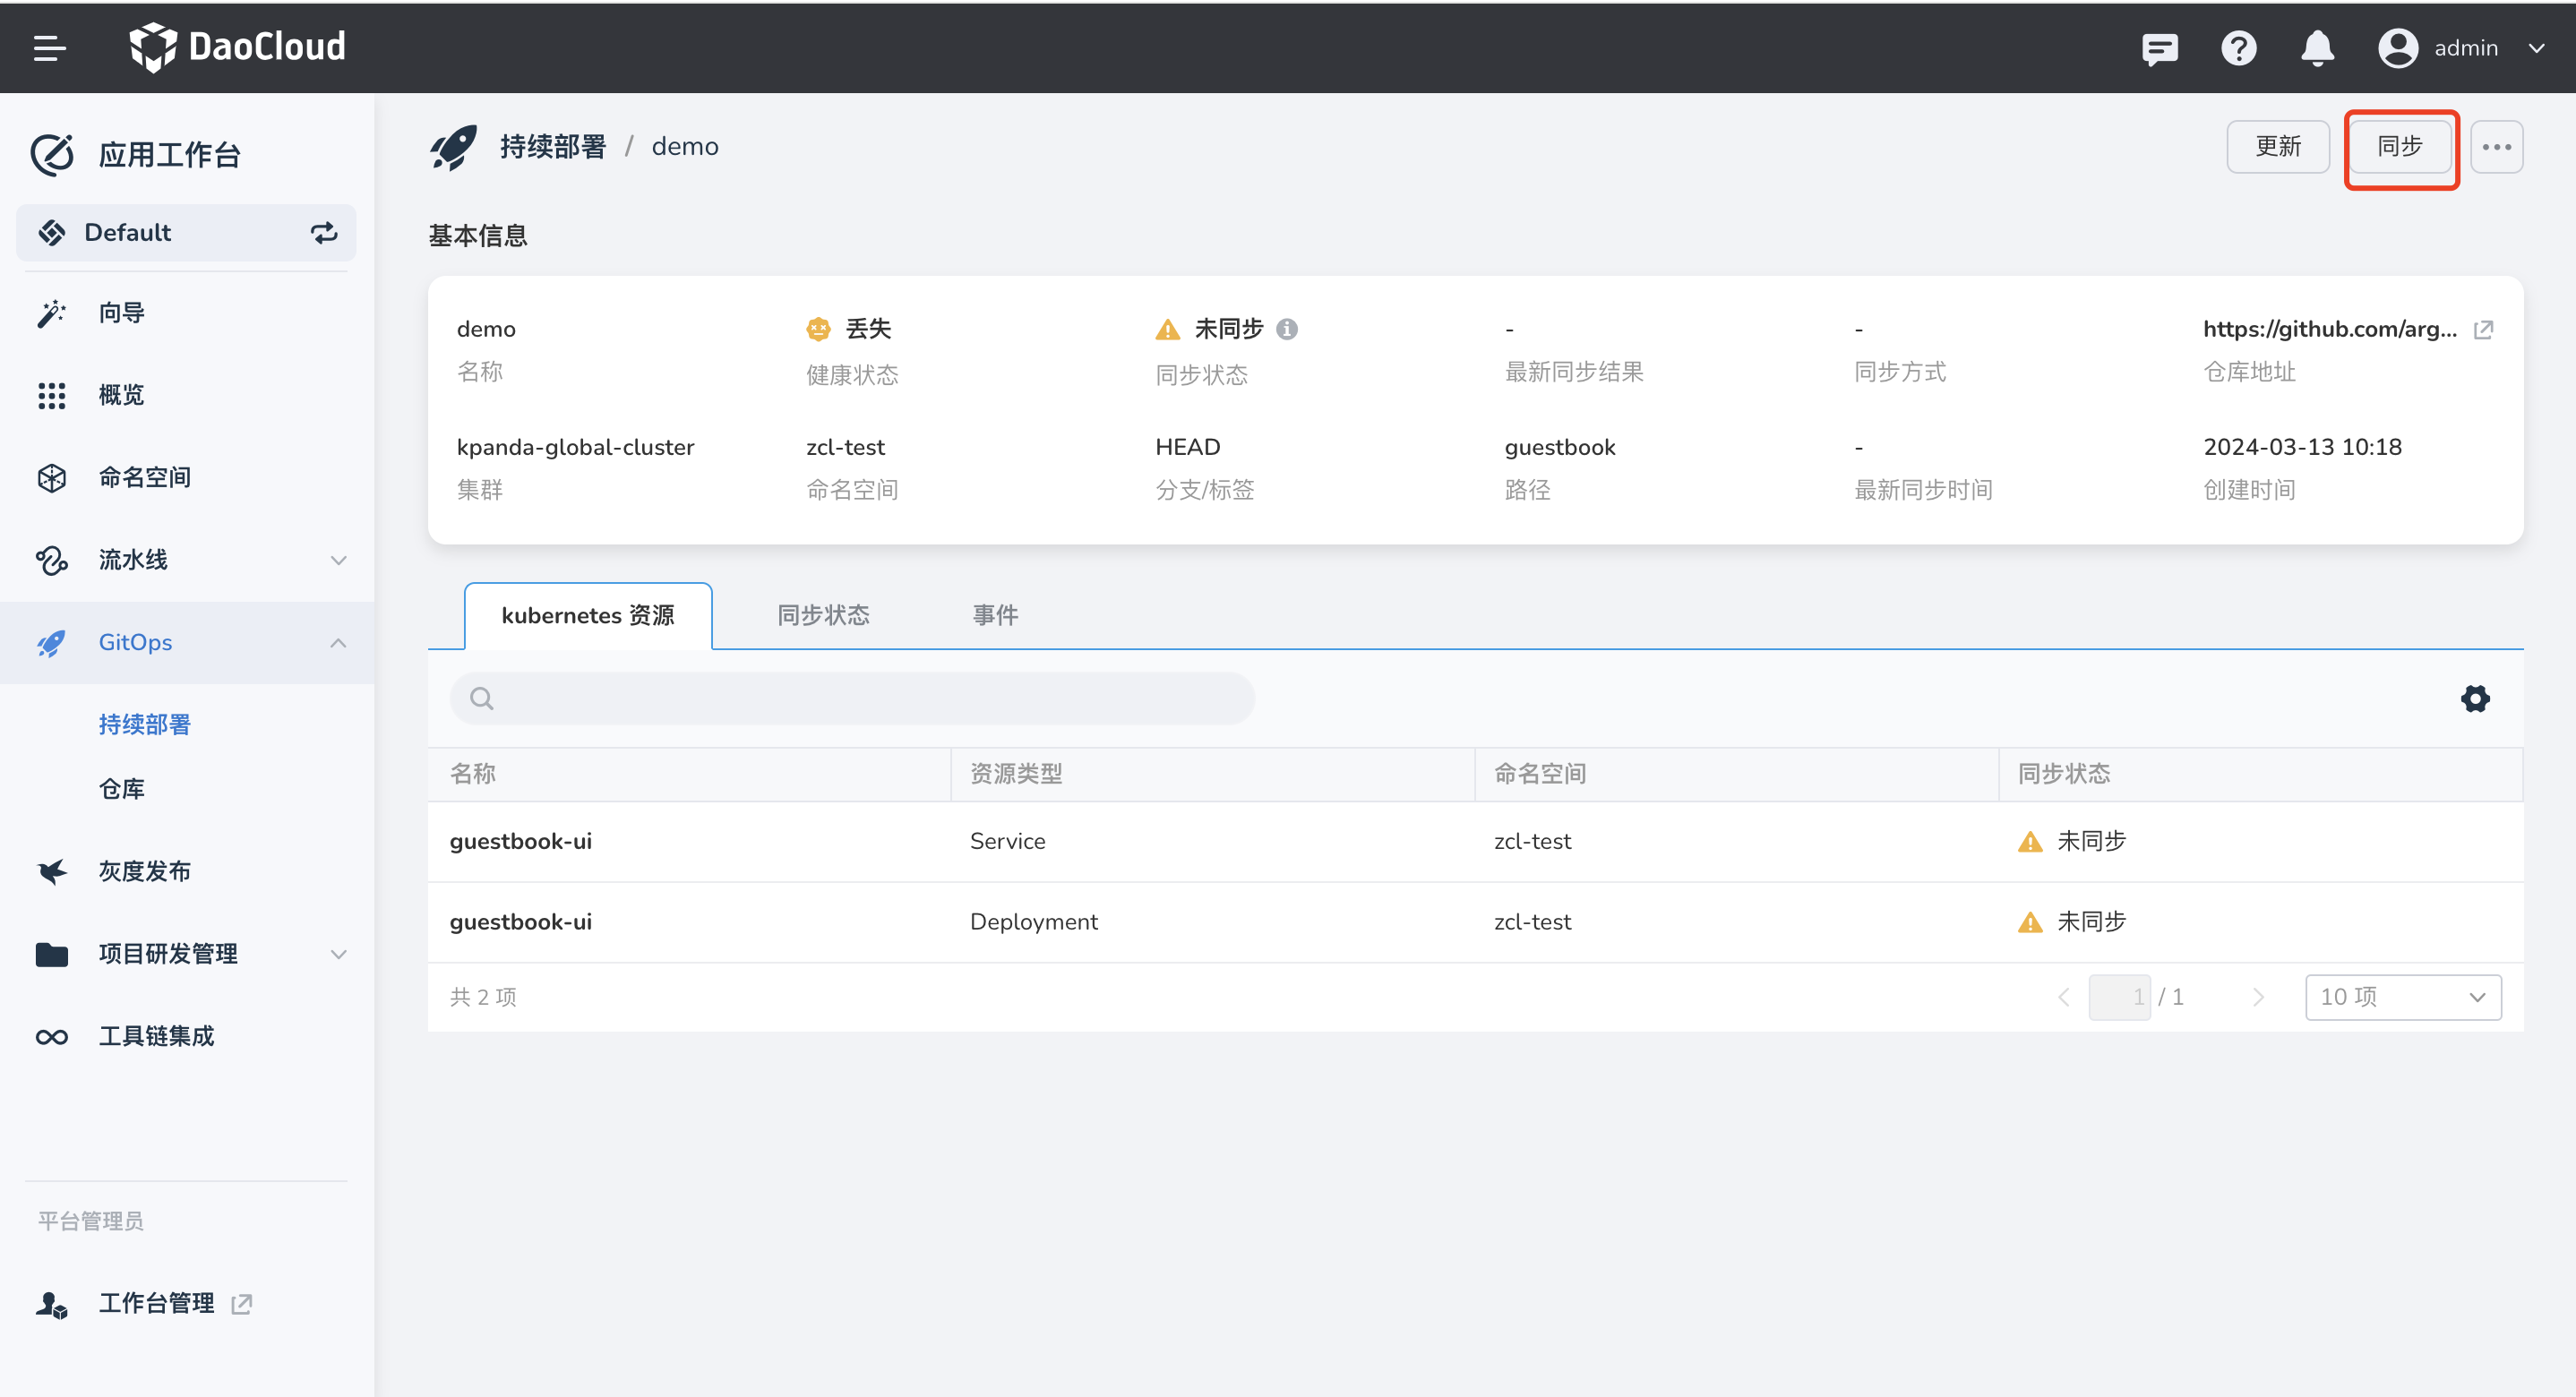 DaoCloud
admin
应用工作台
Default
向导
概览
命名空间
流水线
GitOps
持续部署
仓库
灰度发布
项目研发管理
工具链集成
平台管理员
工作台管理
持续部署 / demo
更新
同步
基本信息
demo
名称
丢失
健康状态
未同步
同步状态
-
最新同步结果
-
同步方式
https://github.com/arg...
仓库地址
kpanda-global-cluster
集群
zcl-test
命名空间
HEAD
分支/标签
guestbook
路径
-
最新同步时间
2024-03-13 10:18
创建时间
kubernetes 资源 同步状态 事件
名称 资源类型 命名空间 同步状态
guestbook-ui Service zcl-test 未同步
guestbook-ui Deployment zcl-test 未同步
共 2 项 1 / 1 10 项